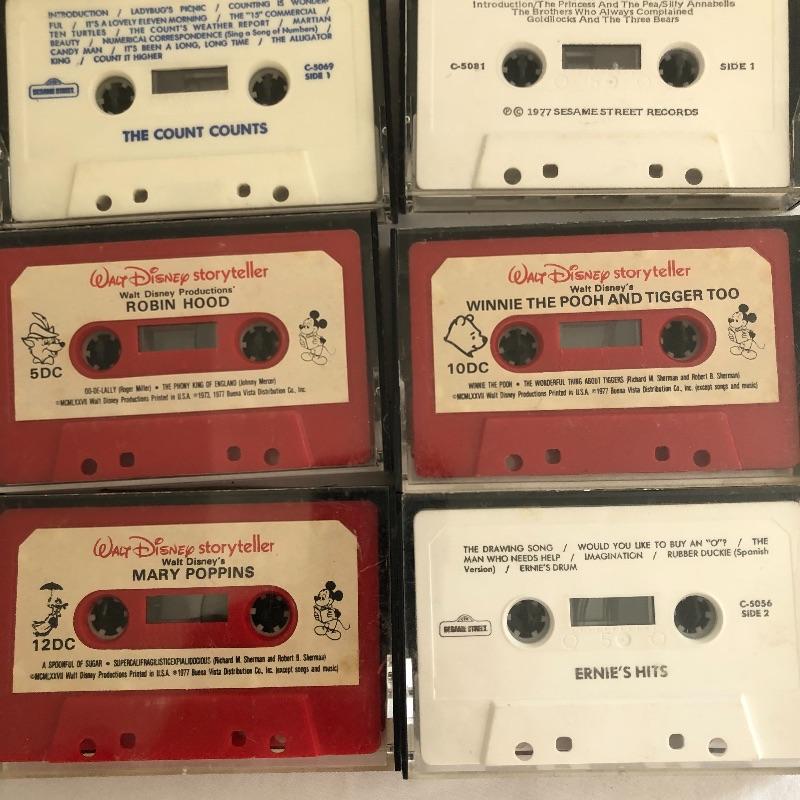 INTRODUCTION / LADYBUG'S PICNIC / COUNTING IS WONDER-
FUL / IT'S A LOVELY ELEVEN MORNING / THE "15" COMMERCIAL /
TEN TURTLES / THE COUNT'S WEATHER REPORT / MARTIAN
BEAUTY / NUMERICAL CORRESPONDENCE (Sing a Song of Numbers) /
CANDY MAN / IT'S BEEN A LONG, LONG TIME / THE ALLIGATOR
KING / COUNT IT HIGHER
SESAME STREET
C-5069
SIDE 1
THE COUNT COUNTS
Introduction/The Princess And The Pea/Silly Annabells
The Brothers Who Always Complained
Goldilocks And The Three Bears
C-5081
SIDE 1
℗© 1977 SESAME STREET RECORDS
WALT DISNEY storyteller
Walt Disney Productions'
ROBIN HOOD
5DC
OO-DE-LALLY (Roger Miller) • THE PHONY KING OF ENGLAND (Johnny Mercer)
©MCMLXXVII Walt Disney Productions Printed in U.S.A. ℗1973, 1977 Buena Vista Distribution Co., Inc.
WALT DISNEY storyteller
Walt Disney's
WINNIE THE POOH AND TIGGER TOO
10DC
WINNIE THE POOH • THE WONDERFUL THING ABOUT TIGGERS (Richard M. Sherman and Robert B. Sherman)
©MCMLXXVII Walt Disney Productions Printed in U.S.A. ℗1977 Buena Vista Distribution Co., Inc. (except songs and music)
WALT DISNEY storyteller
Walt Disney's
MARY POPPINS
12DC
A SPOONFUL OF SUGAR • SUPERCALIFRAGILISTICEXPIALIDOCIOUS (Richard M. Sherman and Robert B. Sherman)
©MCMLXXVII Walt Disney Productions Printed in U.S.A. ℗1977 Buena Vista Distribution Co., Inc. (except songs and music)
THE DRAWING SONG / WOULD YOU LIKE TO BUY AN "O"? / THE
MAN WHO NEEDS HELP / IMAGINATION / RUBBER DUCKIE (Spanish
Version) / ERNIE'S DRUM
SESAME STREET
C-5056
SIDE 2
ERNIE'S HITS